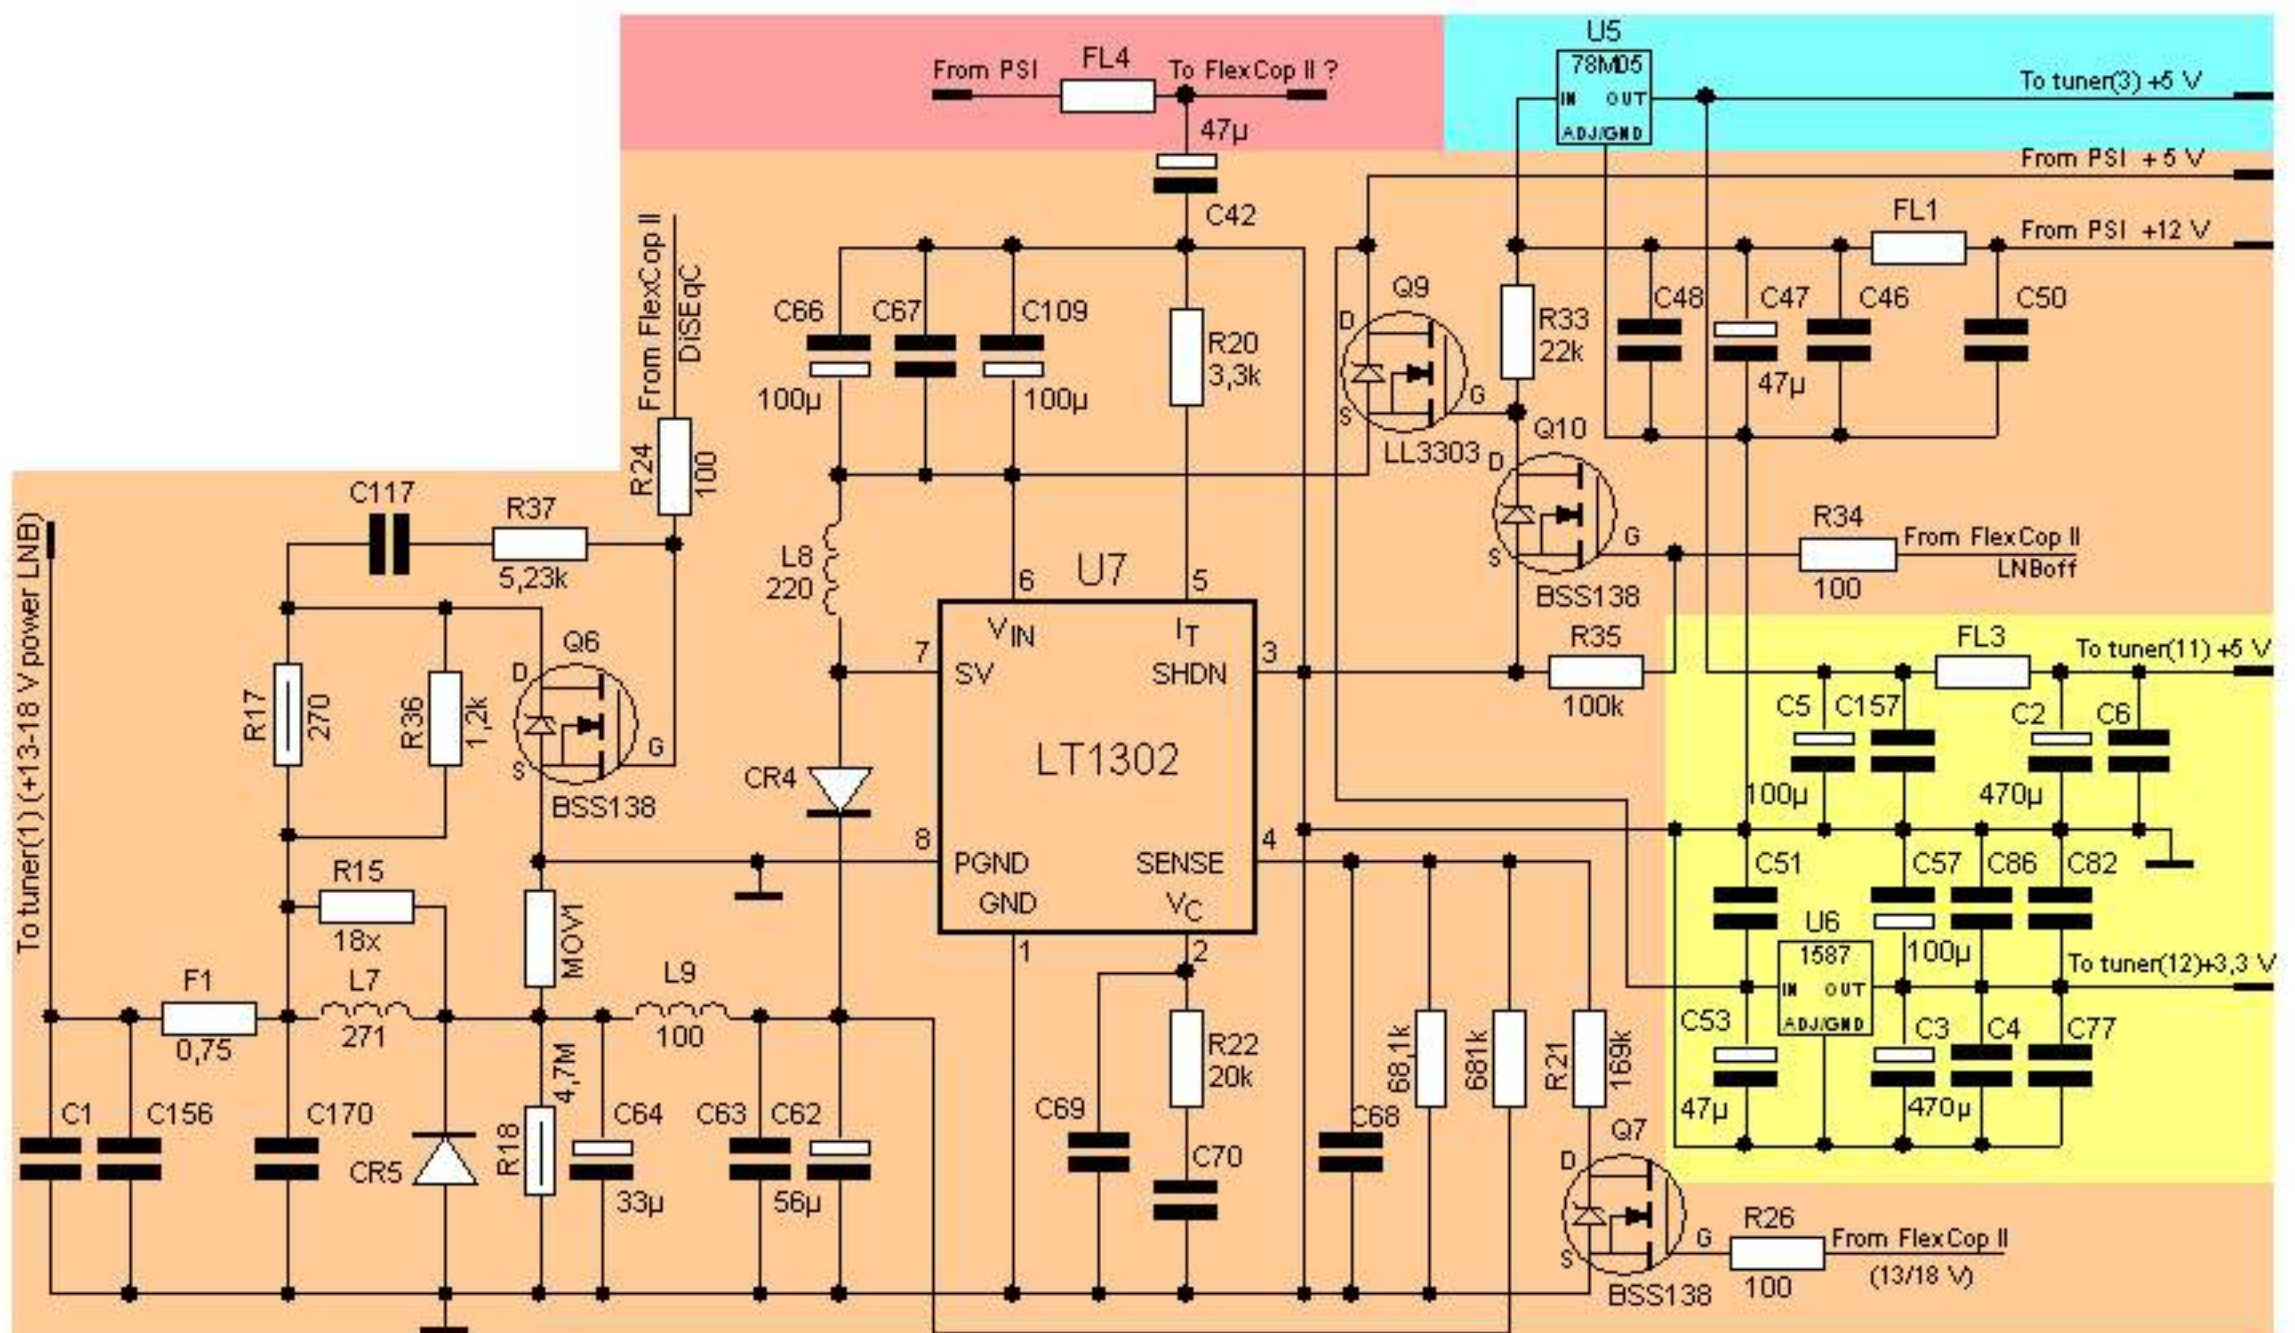 U5
78M05
IN OUT
ADJ/GND
From PSI
FL4
To FlexCop II ?
To tuner(3) +5 V
47µ
C42
From PSI + 5 V
FL1
From PSI +12 V
From FlexCop II
DiSEqC
R24
100
C66
100µ
C67
C109
100µ
R20
3,3k
Q9
D
S
G
LL3303
R33
22k
C48
C47
47µ
C46
C50
Q10
D
S
G
BSS138
R34
100
From FlexCop II
LNBoff
C117
R37
5,23k
To tuner(1) (+13-18 V power LNB)
L8
220
U7
6
5
VIN
IT
7
SV
SHDN
3
LT1302
8
PGND
SENSE
4
GND
VC
1
2
R35
100k
FL3
To tuner(11) +5 V
R17
270
R36
1,2k
Q6
D
S
G
BSS138
CR4
C5
100µ
C157
C2
470µ
C6
R15
18x
MOV1
C51
C57
100µ
C86
C82
U6
1587
IN OUT
ADJ/GND
To tuner(12)+3,3 V
F1
0,75
L7
271
L9
100
C53
47µ
C3
470µ
C4
C77
R22
20k
68,1k
681k
R21
169k
C1
C156
C170
CR5
R18
4,7M
C64
33µ
C63
C62
56µ
C69
C70
C68
Q7
D
S
G
BSS138
R26
100
From FlexCop II
(13/18 V)